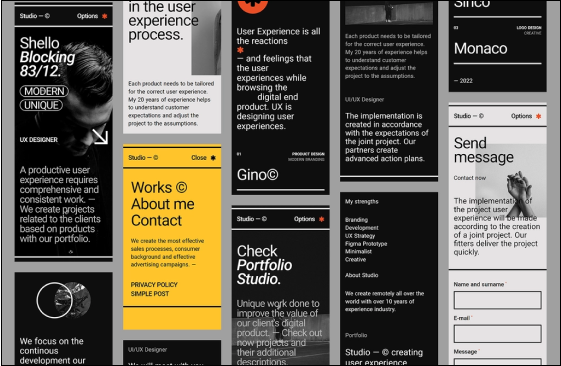 Studio — ©
Options ✱
Shello
Blocking
83/12.
MODERN
UNIQUE
UX DESIGNER
A productive user
experience requires
comprehensive and
consistent work. —
We create projects
related to the clients
based on products
with our portfolio.
We focus on the
continous
development our
in the user
experience
process.
Each product needs to be tailored
for the correct user experience.
My 20 years of experience helps
to understand customer
expectations and adjust the
project to the assumptions.
Studio — ©
Close ✱
Works ©
About me
Contact
We create the most effective
sales processes, consumer
background and effective
advertising campaigns. —
PRIVACY POLICY
SIMPLE POST
UX/UI Designer
User Experience is all
the reactions
✱
— and feelings that
the user
experiences while
browsing the
digital end
product. UX is
designing user
experiences.
01
PRODUCT DESIGN
MODERN BRANDING
Gino©
Studio — ©
Options ✱
Check
Portfolio
Studio.
Unique work done to
improve the value of
our client's digital
product. — Check out
now projects and
their additional
descriptions.
Each product needs to be tailored
for the correct user experience.
My 20 years of experience helps
to understand customer
expectations and adjust the
project to the assumptions.
UX/UI Designer
The implementation is
created in accordance
with the expectations of
the joint project. Our
partners create
advanced action plans.
My strengths
Branding
Development
UX Strategy
Figma Prototype
Minimalist
Creative
About Studio
We create remotely all over the
world with over 10 years of
experience industry.
Portfolio
Studio — © creating
user experience
03
LOGO DESIGN
CREATIVE
Monaco
— 2022
Studio — ©
Options ✱
Send
message
Contact now
The implementation of
the project user
experience will be made
according to the creation
of a joint project. Our
fitters deliver the project
quickly.
Name and surname *
E-mail *
Message *